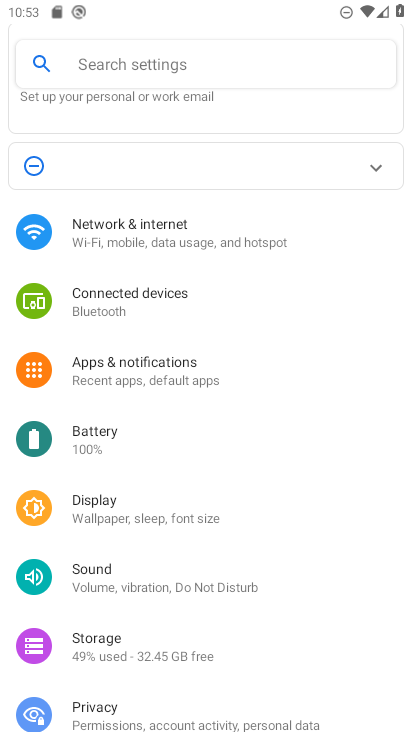 10:53
Search settings
Set up your personal or work email
Network & internet
Wi-Fi, mobile, data usage, and hotspot
Connected devices
Bluetooth
Apps & notifications
Recent apps, default apps
Battery
100%
Display
Wallpaper, sleep, font size
Sound
Volume, vibration, Do Not Disturb
Storage
49% used - 32.45 GB free
Privacy
Permissions, account activity, personal data